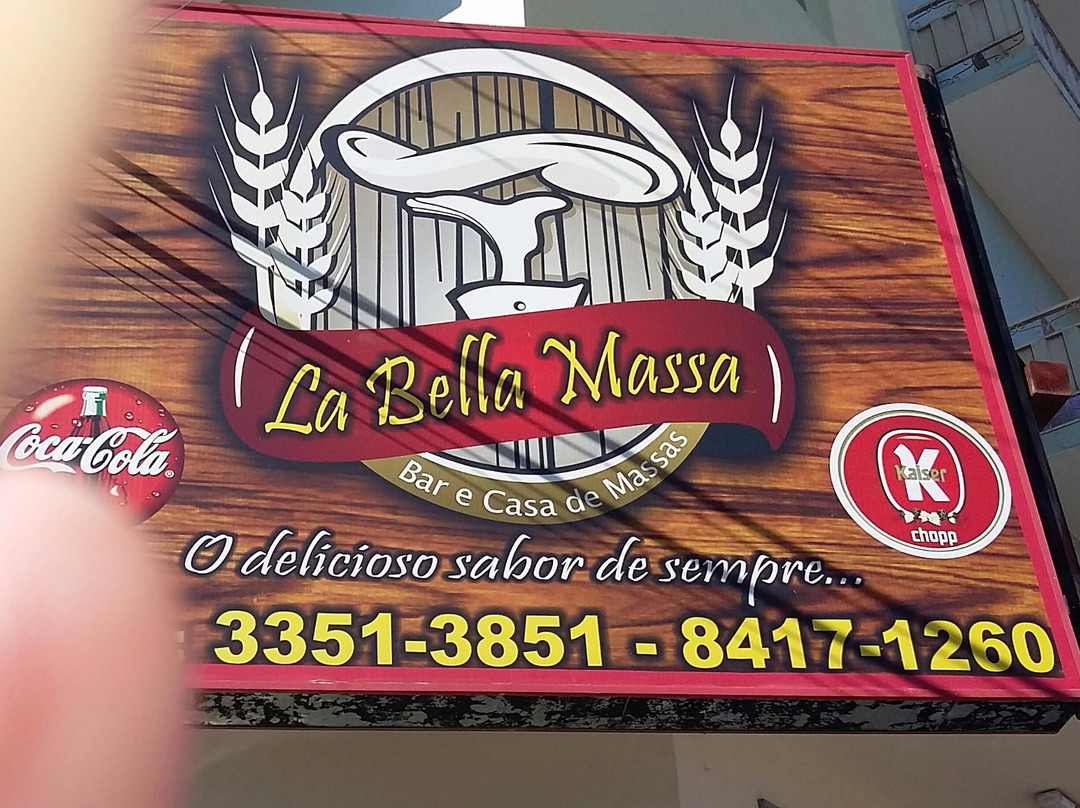 La Bella Massa
Bar e Casa de Massas
Coca-Cola
Kaiser
K
chopp
O delicioso sabor de sempre...
3351-3851 - 8417-1260